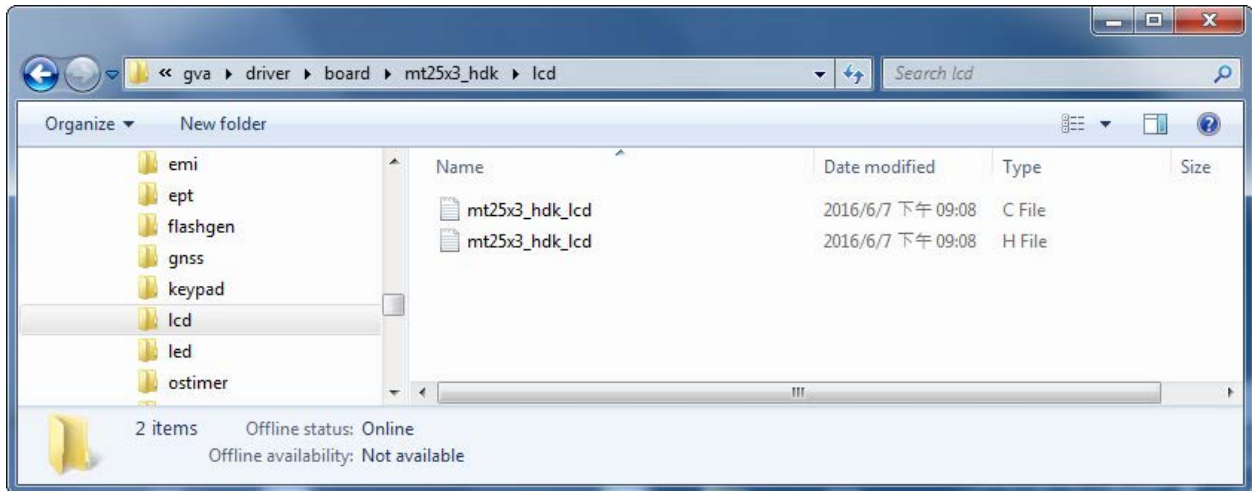 « gva ▸ driver ▸ board ▸ mt25x3_hdk ▸ lcd
Search lcd
Organize ▾ New folder
emi
ept
flashgen
gnss
keypad
lcd
led
ostimer
Name Date modified Type Size
mt25x3_hdk_lcd 2016/6/7 下午 09:08 C File
mt25x3_hdk_lcd 2016/6/7 下午 09:08 H File
2 items Offline status: Online
Offline availability: Not available